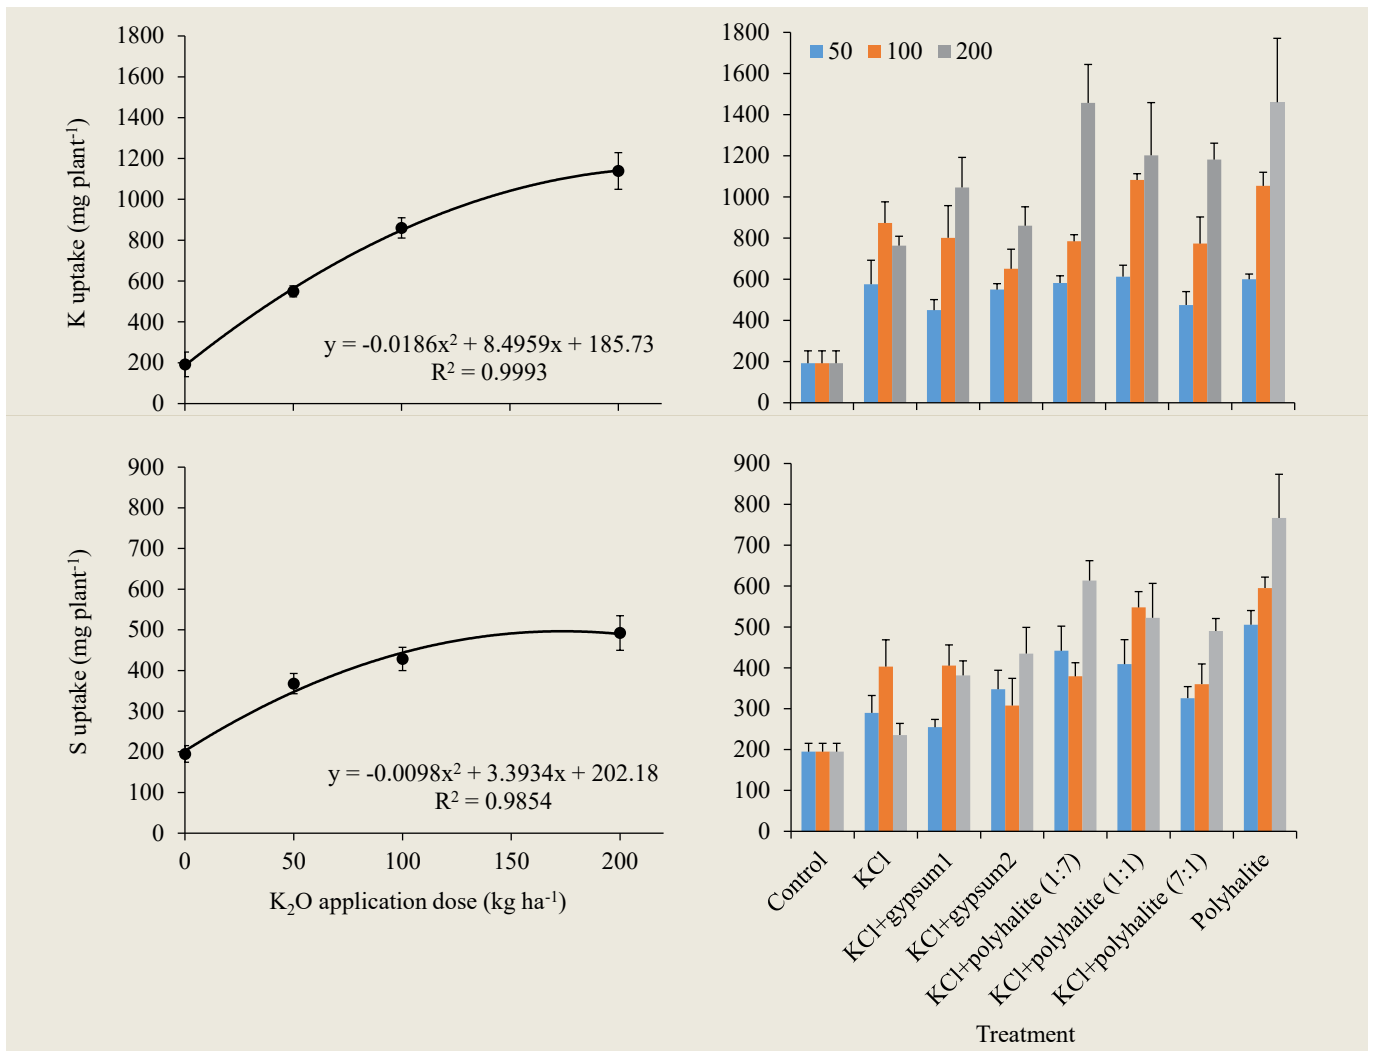 K uptake (mg plant⁻¹)
1800
1600
1400
1200
1000
800
600
400
200
0
y = -0.0186x² + 8.4959x + 185.73
R² = 0.9993
1800
1600
1400
1200
1000
800
600
400
200
0
50 100 200
S uptake (mg plant⁻¹)
900
800
700
600
500
400
300
200
100
0
y = -0.0098x² + 3.3934x + 202.18
R² = 0.9854
0 50 100 150 200
K₂O application dose (kg ha⁻¹)
900
800
700
600
500
400
300
200
100
0
Control
KCl
KCl+gypsum1
KCl+gypsum2
KCl+polyhalite (1:7)
KCl+polyhalite (1:1)
KCl+polyhalite (7:1)
Polyhalite
Treatment